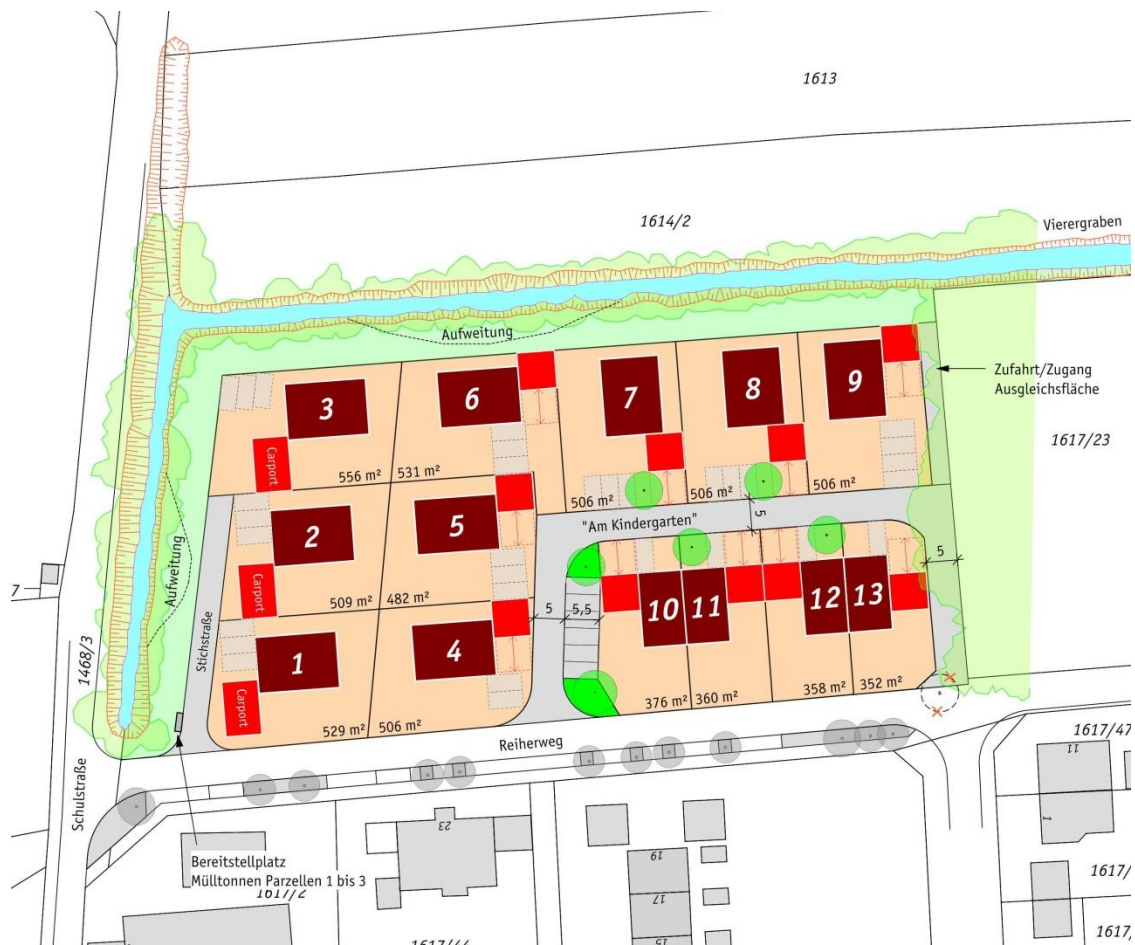 1613
1614/2
Vierergraben
Aufweitung
Zufahrt/Zugang
Ausgleichsfläche
1617/23
3
6
7
8
9
Carport
556 m²
531 m²
506 m²
506 m²
506 m²
"Am Kindergarten"
5
2
5
Carport
509 m²
482 m²
Aufweitung
Stichstraße
5
5,5
5
10
11
12
13
7
1468/3
1
4
Carport
529 m²
506 m²
376 m²
360 m²
358 m²
352 m²
Reiherweg
Schulstraße
1617/47
11
1
Bereitstellplatz
Mülltonnen Parzellen 1 bis 3
1617/2
23
19
17
15
1617/44
1617/
1617/